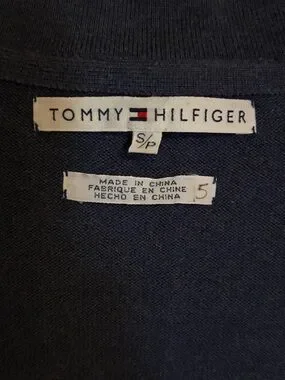 TOMMY HILFIGER
S/P
MADE IN CHINA
FABRIQUE EN CHINE
HECHO EN CHINA
5